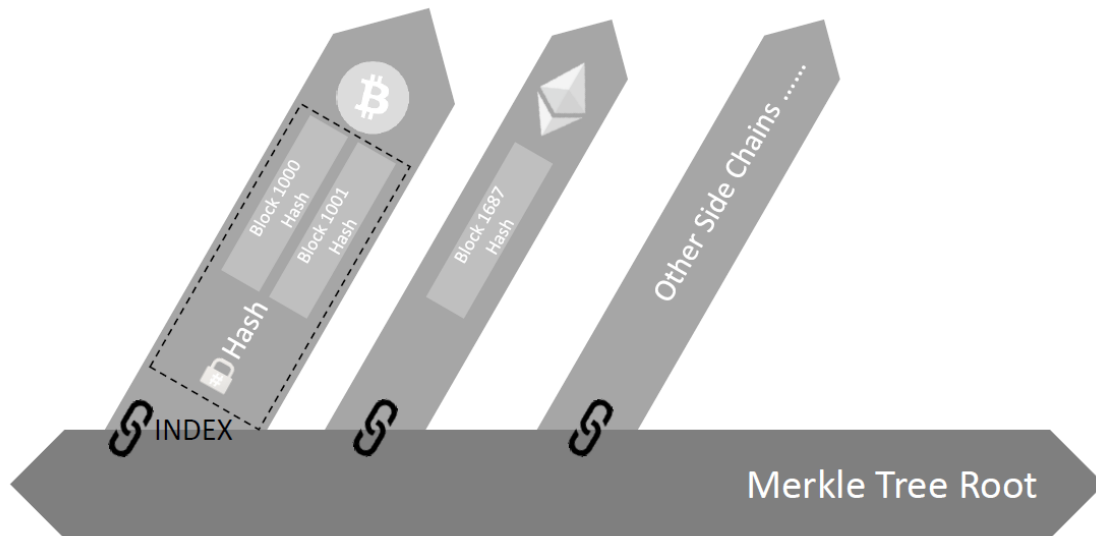 Block 1000
Hash
Block 1001
Hash
Hash
INDEX
Block 1687
Hash
Other Side Chains ......
Merkle Tree Root